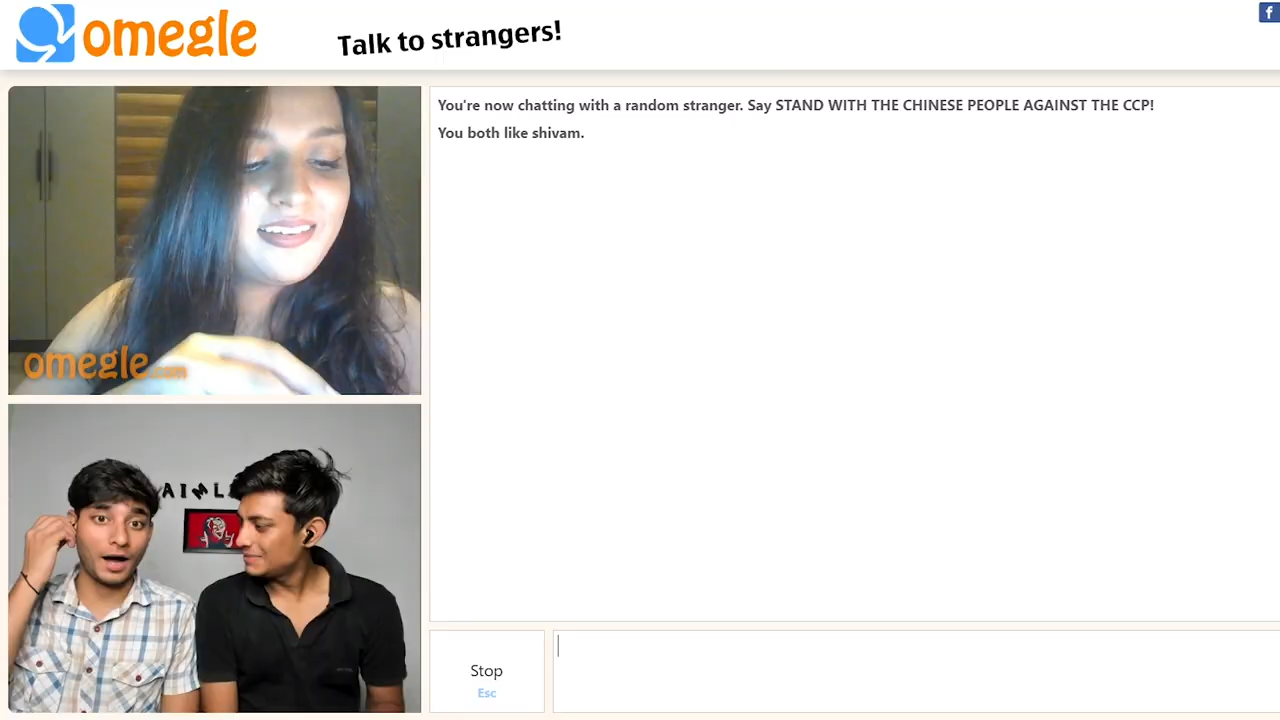 omegle
Talk to strangers!
f
You're now chatting with a random stranger. Say STAND WITH THE CHINESE PEOPLE AGAINST THE CCP!
You both like shivam.
omegle.com
AIML
Stop
Esc